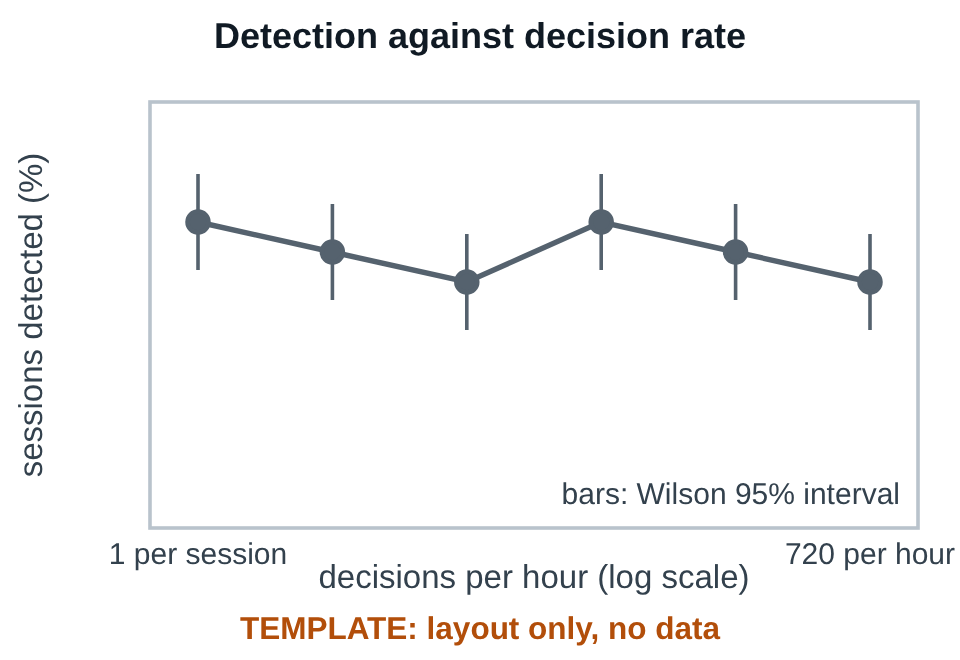 Detection against decision rate
sessions detected (%)
bars: Wilson 95% interval
1 per session
720 per hour
decisions per hour (log scale)
TEMPLATE: layout only, no data